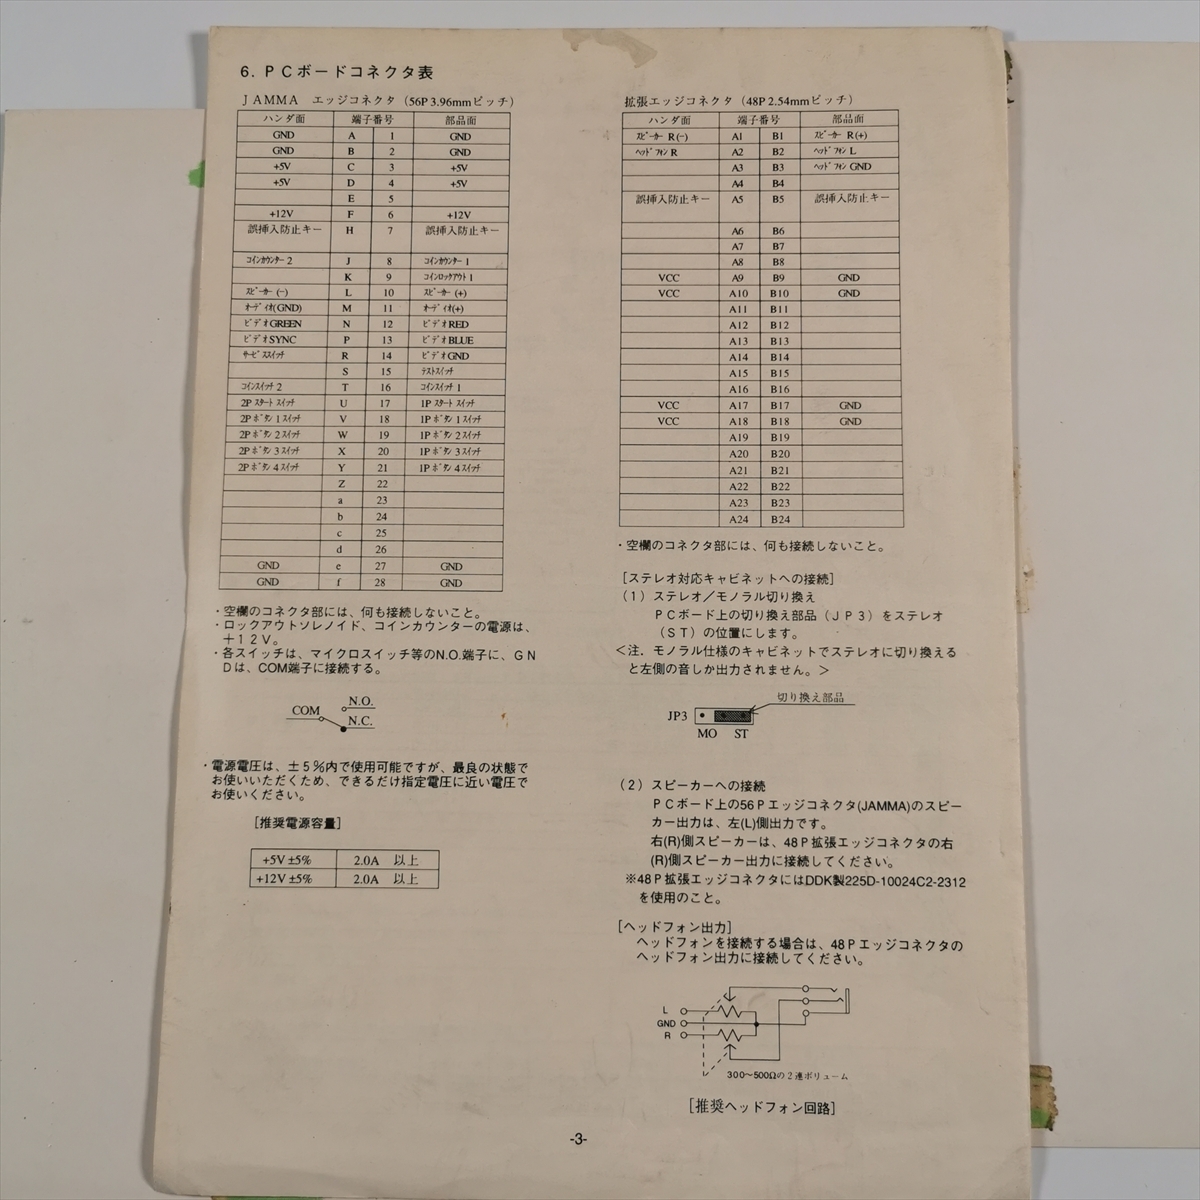 6. PCボードコネクタ表
JAMMA エッジコネクタ (56P 3.96mmピッチ)
ハンダ面 端子番号 部品面
GND A 1 GND
GND B 2 GND
+5V C 3 +5V
+5V D 4 +5V
E 5
+12V F 6 +12V
誤挿入防止キー H 7 誤挿入防止キー
コインカウンター 2 J 8 コインカウンター 1
K 9 コインロックアウト 1
スピーカー (−) L 10 スピーカー (+)
オーディオ(GND) M 11 オーディオ(+)
ビデオ GREEN N 12 ビデオ RED
ビデオ SYNC P 13 ビデオ BLUE
サービススイッチ R 14 ビデオ GND
S 15 テストスイッチ
コインスイッチ 2 T 16 コインスイッチ 1
2P スタート スイッチ U 17 1P スタート スイッチ
2P ボタン 1 スイッチ V 18 1P ボタン 1 スイッチ
2P ボタン 2 スイッチ W 19 1P ボタン 2 スイッチ
2P ボタン 3 スイッチ X 20 1P ボタン 3 スイッチ
2P ボタン 4 スイッチ Y 21 1P ボタン 4 スイッチ
Z 22
a 23
b 24
c 25
d 26
GND e 27 GND
GND f 28 GND
・空欄のコネクタ部には、何も接続しないこと。
・ロックアウトソレノイド、コインカウンターの電源は、
+12V。
・各スイッチは、マイクロスイッチ等のN.O.端子に、GN
Dは、COM端子に接続する。
COM
N.O.
N.C.
・電源電圧は、±5%内で使用可能ですが、最良の状態で
お使いいただくため、できるだけ指定電圧に近い電圧で
お使いください。
[推奨電源容量]
+5V ±5% 2.0A 以上
+12V ±5% 2.0A 以上
拡張エッジコネクタ (48P 2.54mmピッチ)
ハンダ面 端子番号 部品面
スピーカー R(−) A1 B1 スピーカー R(+)
ヘッドフォン R A2 B2 ヘッドフォン L
A3 B3 ヘッドフォン GND
A4 B4
誤挿入防止キー A5 B5 誤挿入防止キー
A6 B6
A7 B7
A8 B8
VCC A9 B9 GND
VCC A10 B10 GND
A11 B11
A12 B12
A13 B13
A14 B14
A15 B15
A16 B16
VCC A17 B17 GND
VCC A18 B18 GND
A19 B19
A20 B20
A21 B21
A22 B22
A23 B23
A24 B24
・空欄のコネクタ部には、何も接続しないこと。
[ステレオ対応キャビネットへの接続]
(1) ステレオ／モノラル切り換え
PCボード上の切り換え部品 (JP3) をステレオ
(ST) の位置にします。
＜注．モノラル仕様のキャビネットでステレオに切り換える
と左側の音しか出力されません。＞
切り換え部品
JP3
MO ST
(2) スピーカーへの接続
PCボード上の56Pエッジコネクタ(JAMMA)のスピー
カー出力は、左(L)側出力です。
右(R)側スピーカーは、48P拡張エッジコネクタの右
(R)側スピーカー出力に接続してください。
※48P拡張エッジコネクタにはDDK製225D-10024C2-2312
を使用のこと。
[ヘッドフォン出力]
ヘッドフォンを接続する場合は、48Pエッジコネクタの
ヘッドフォン出力に接続してください。
L
GND
R
300〜500Ωの2連ボリューム
[推奨ヘッドフォン回路]
-3-